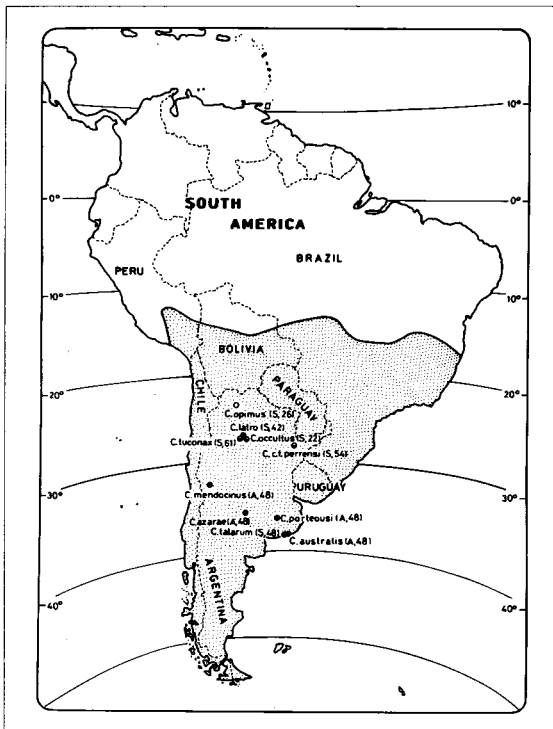 10°
10°
0°
0°
SOUTH
AMERICA
BRAZIL
PERU
10°
10°
BOLIVIA
PARAGUAY
CHILE
20°
20°
C.opimus (S,26)
C.latro (S,42)
C.tuconax (S,61)
C.occultus (S,22)
C.c.f. perrensi (S,54)
C.mendocinus (A,48)
URUGUAY
30°
30°
C.azarae (A,48)
C.porteousi (A,48)
C.talarum (S,48)
C.australis (A,48)
ARGENTINA
40°
40°